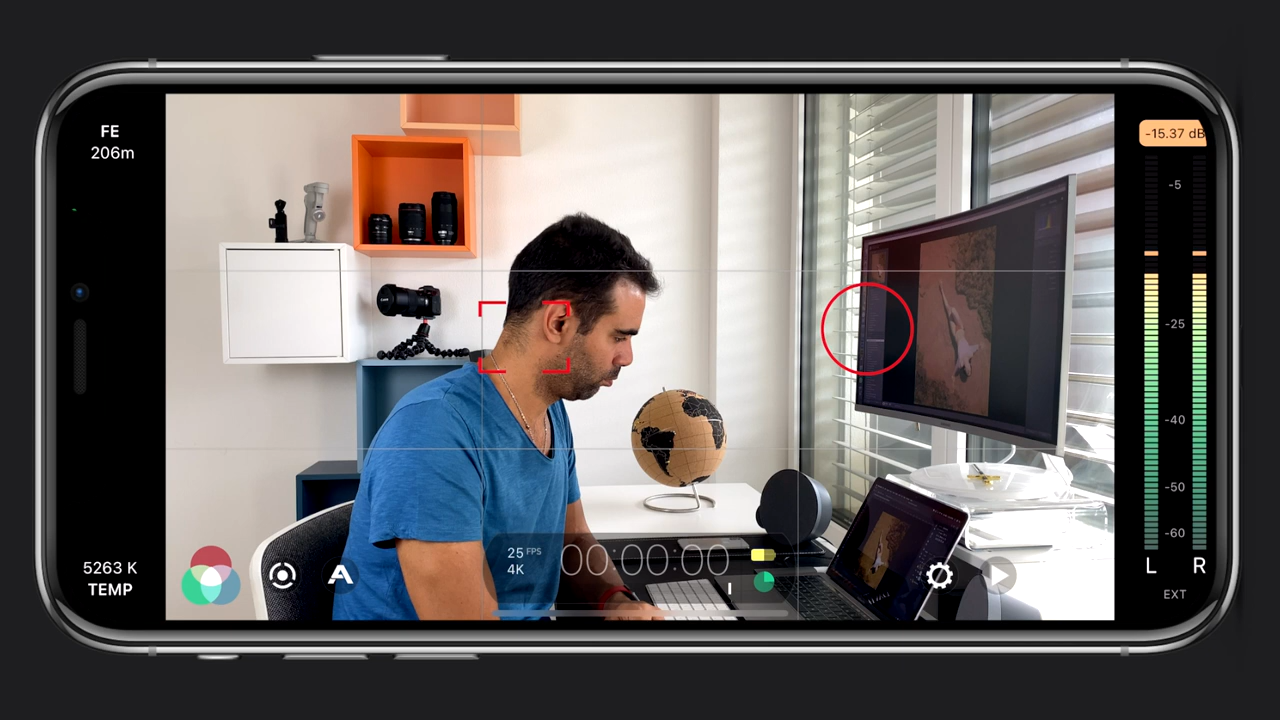 FE
206m
-15.37 dB
-5
-25
-40
-50
-60
L R
EXT
5263 K
TEMP
25 FPS
4K
00:00:00
A